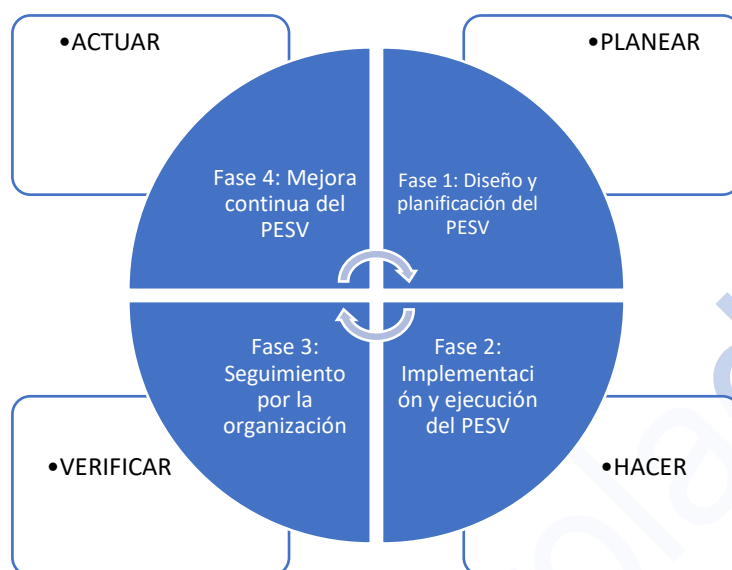 •ACTUAR
•PLANEAR
Fase 4: Mejora
continua del
PESV
Fase 1: Diseño y
planificación del
PESV
Fase 3:
Seguimiento
por la
organización
Fase 2:
Implementaci
ón y ejecución
del PESV
•VERIFICAR
•HACER